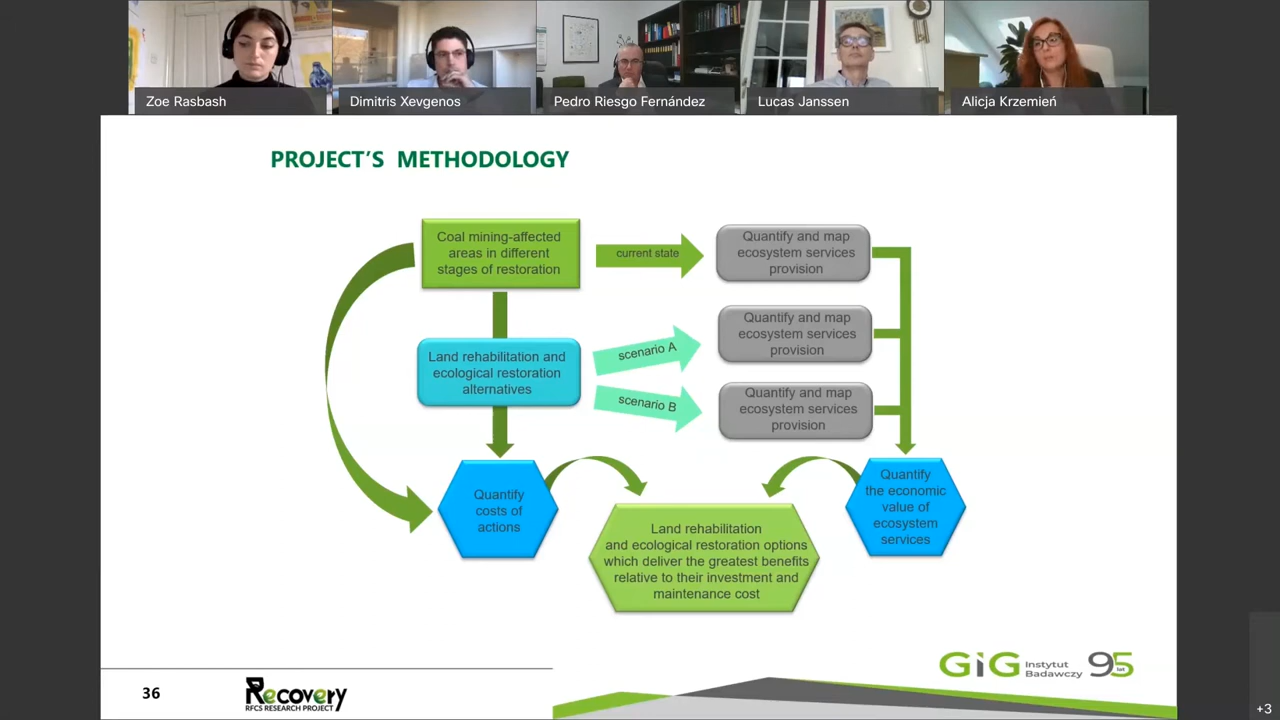 Zoe Rasbash
Dimitris Xevgenos
Pedro Riesgo Fernández
Lucas Janssen
Alicja Krzemień
PROJECT'S METHODOLOGY
Coal mining-affected
areas in different
stages of restoration
current state
Quantify and map
ecosystem services
provision
Land rehabilitation and
ecological restoration
alternatives
scenario A
Quantify and map
ecosystem services
provision
scenario B
Quantify and map
ecosystem services
provision
Quantify
costs of
actions
Land rehabilitation
and ecological restoration options
which deliver the greatest benefits
relative to their investment and
maintenance cost
Quantify
the economic
value of
ecosystem
services
36
Recovery
RFCS RESEARCH PROJECT
GiG
Instytut
Badawczy
95
lat
+3